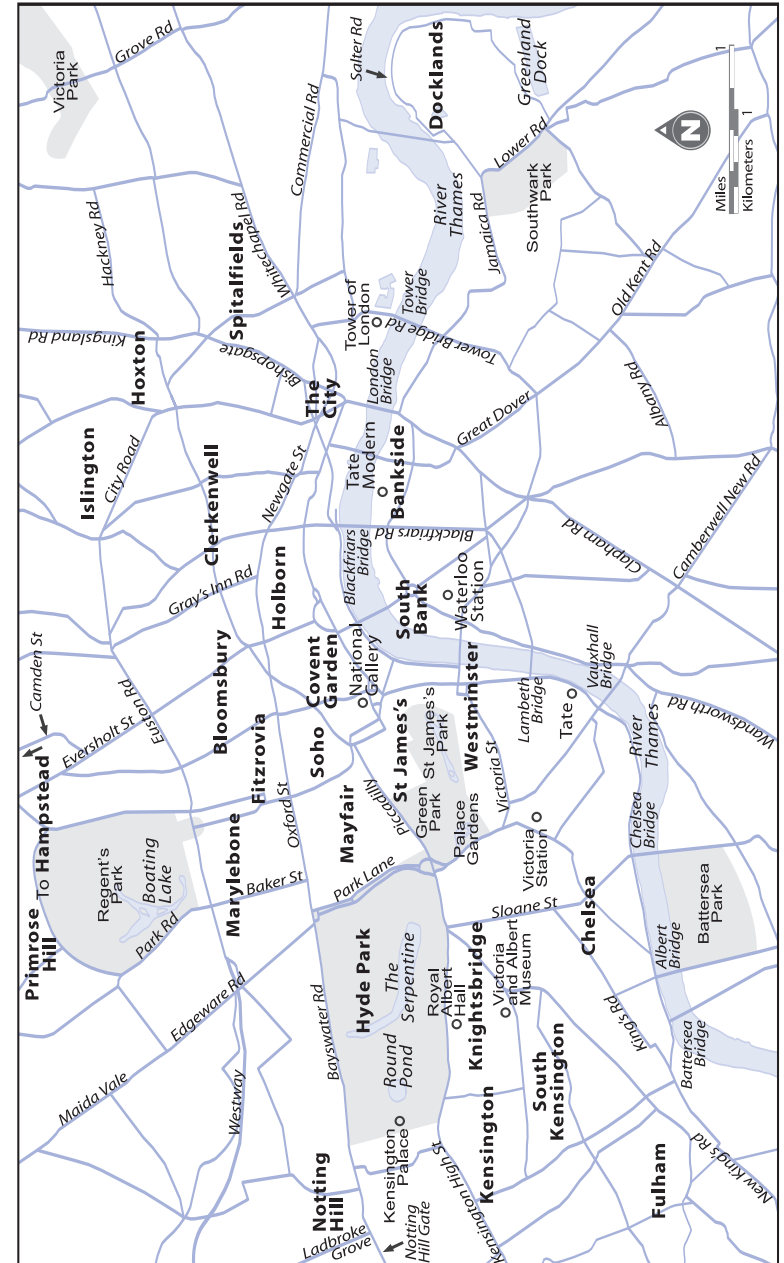 Primrose
Hill
To Hampstead
Camden St
Victoria
Park
Grove Rd
Islington
City Road
Hackney Rd
Kingsland Rd
Hoxton
Maida Vale
Park Rd
Regent's
Park
Boating
Lake
Eversholt St
Euston Rd
Edgeware Rd
Westway
Marylebone
Baker St
Bloomsbury
Fitzrovia
Gray's Inn Rd
Clerkenwell
Bishopsgate
Spitalfields
Whitechapel Rd
Commercial Rd
Holborn
Newgate St
Oxford St
Soho
Covent
Garden
The
City
Notting
Hill
Ladbroke
Grove
Bayswater Rd
Park Lane
Mayfair
Piccadilly
National
Gallery
Blackfriars
Bridge
Tate
Modern
London
Bridge
Tower of
London
Tower
Bridge
Salter Rd
Docklands
Greenland
Dock
Kensington
Palace
Notting
Hill Gate
Hyde Park
Round
Pond
The
Serpentine
St James's
Green
Park
St James's
Park
Palace
Gardens
South
Bank
Bankside
Blackfriars Rd
Tower Bridge Rd
River
Thames
Jamaica Rd
Lower Rd
Southwark
Park
Kensington High St
Kensington
Royal
Albert
Hall
Knightsbridge
Victoria
and Albert
Museum
Sloane St
Victoria St
Westminster
Waterloo
Station
Great Dover
South
Kensington
Victoria
Station
Lambeth
Bridge
Tate
Vauxhall
Bridge
Clapham Rd
Albany Rd
Old Kent Rd
Chelsea
King's Rd
Fulham
New King's Rd
Battersea
Bridge
Albert
Bridge
Battersea
Park
Chelsea
Bridge
River
Thames
Wandsworth Rd
Camberwell New Rd
N
Miles
1
Kilometers
1